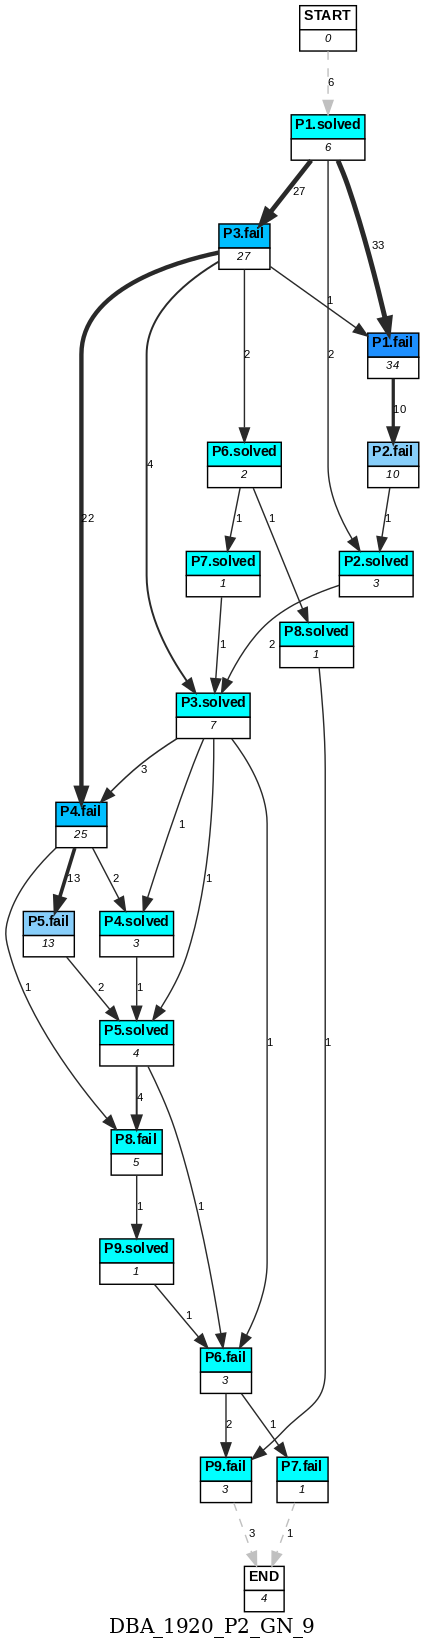 START
0
6
P1.solved
6
27
33
P3.fail
27
1
2
2
P1.fail
34
4
10
22
P6.solved
2
P2.fail
10
1
1
1
P7.solved
1
P2.solved
3
P8.solved
1
1
2
P3.solved
7
3
1
P4.fail
25
13
2
1
P5.fail
13
P4.solved
3
1
2
1
P5.solved
4
1
1
4
P8.fail
5
1
1
P9.solved
1
1
P6.fail
3
2
1
P9.fail
3
P7.fail
1
3
1
END
4
DBA_1920_P2_GN_9